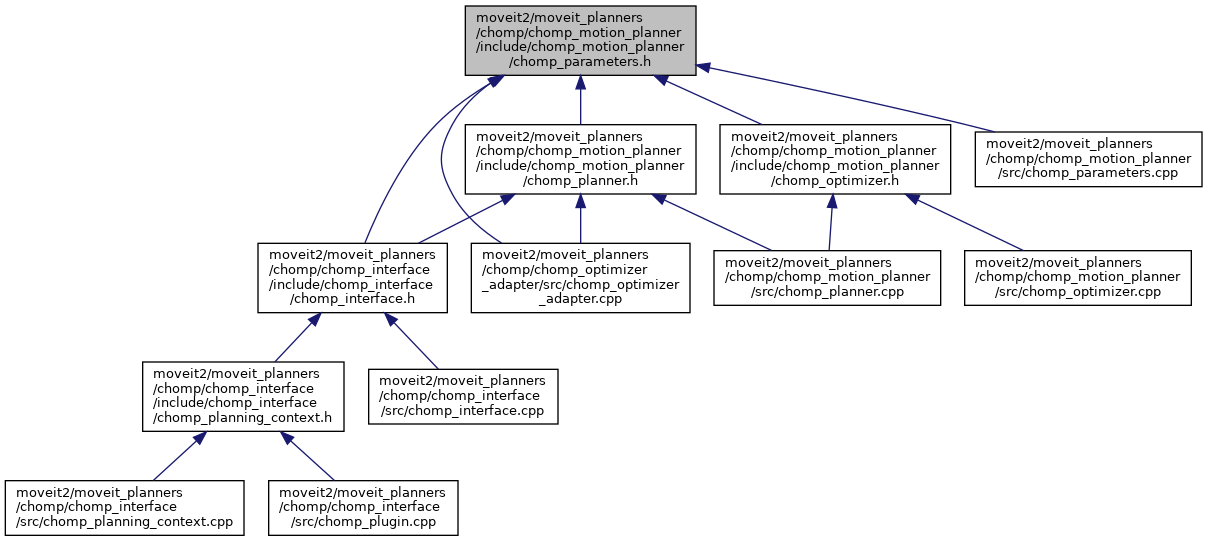 moveit2/moveit_planners
/chomp/chomp_motion_planner
/include/chomp_motion_planner
/chomp_parameters.h
moveit2/moveit_planners
/chomp/chomp_motion_planner
/include/chomp_motion_planner
/chomp_planner.h
moveit2/moveit_planners
/chomp/chomp_motion_planner
/include/chomp_motion_planner
/chomp_optimizer.h
moveit2/moveit_planners
/chomp/chomp_motion_planner
/src/chomp_parameters.cpp
moveit2/moveit_planners
/chomp/chomp_interface
/include/chomp_interface
/chomp_interface.h
moveit2/moveit_planners
/chomp/chomp_optimizer
_adapter/src/chomp_optimizer
_adapter.cpp
moveit2/moveit_planners
/chomp/chomp_motion_planner
/src/chomp_planner.cpp
moveit2/moveit_planners
/chomp/chomp_motion_planner
/src/chomp_optimizer.cpp
moveit2/moveit_planners
/chomp/chomp_interface
/include/chomp_interface
/chomp_planning_context.h
moveit2/moveit_planners
/chomp/chomp_interface
/src/chomp_interface.cpp
moveit2/moveit_planners
/chomp/chomp_interface
/src/chomp_planning_context.cpp
moveit2/moveit_planners
/chomp/chomp_interface
/src/chomp_plugin.cpp